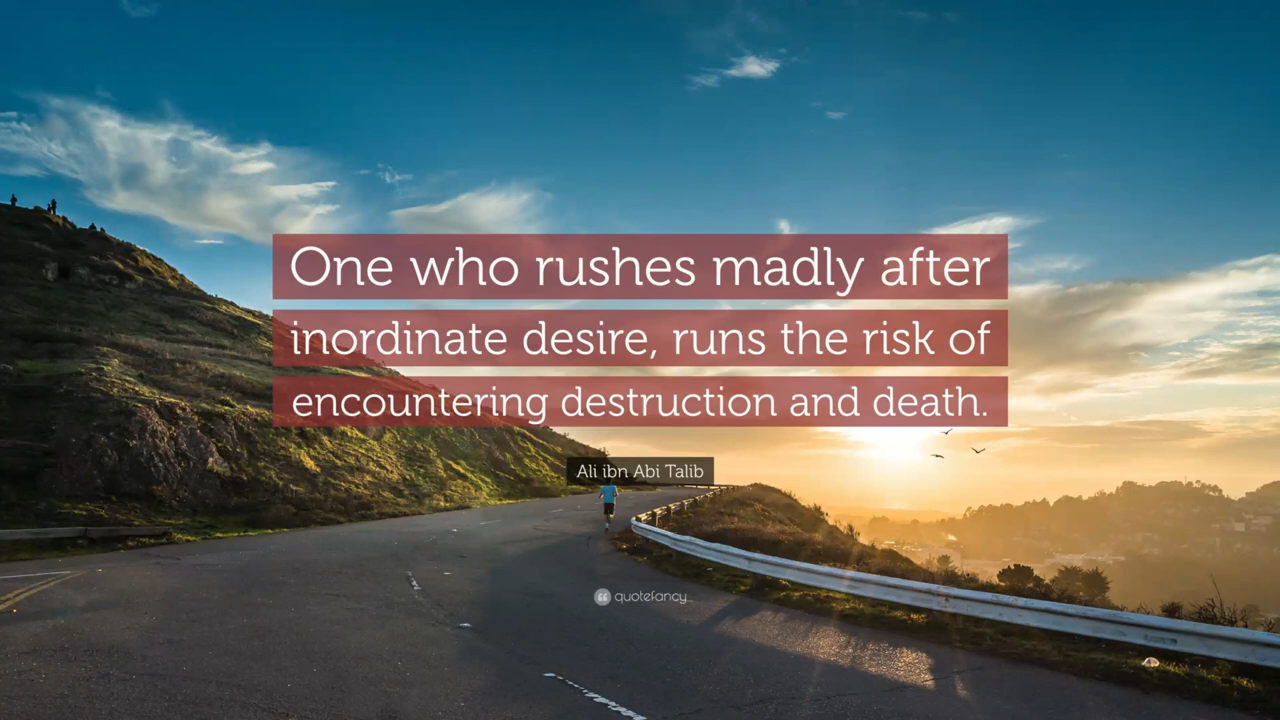 One who rushes madly after
inordinate desire, runs the risk of
encountering destruction and death.
Ali ibn Abi Talib
quotefancy